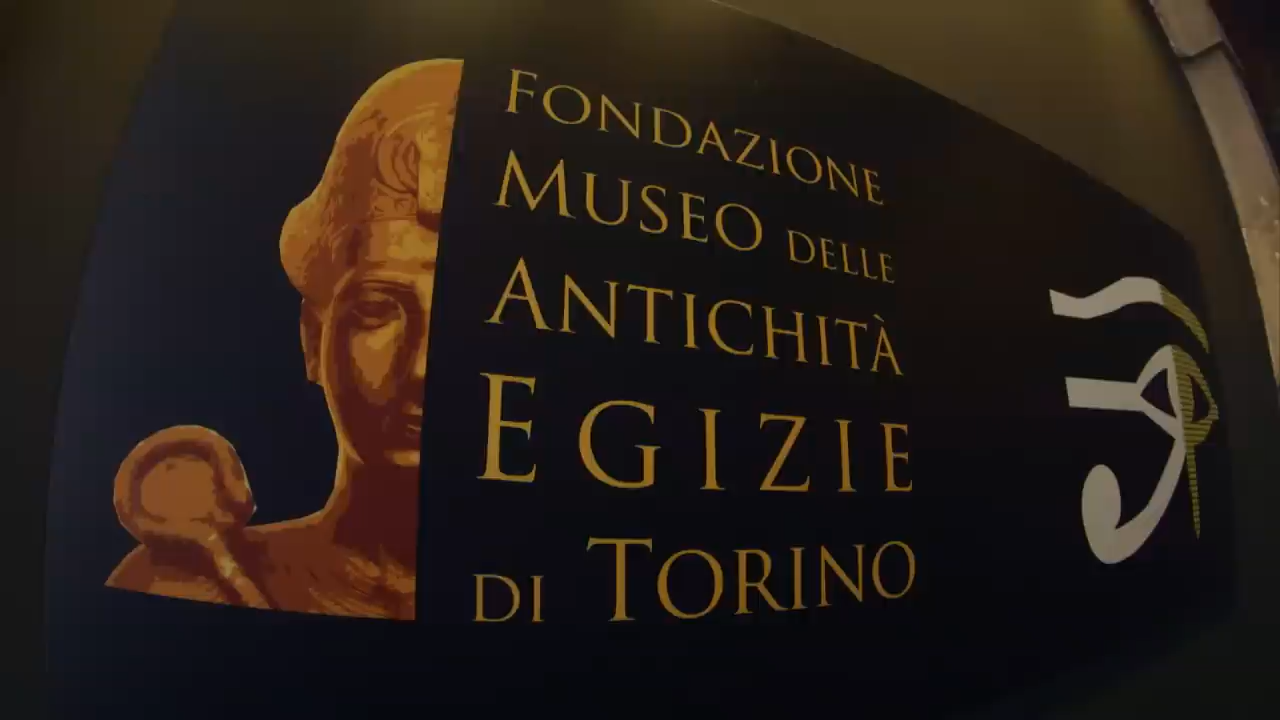 FONDAZIONE
MUSEO DELLE
ANTICHITÀ
EGIZIE
DI TORINO